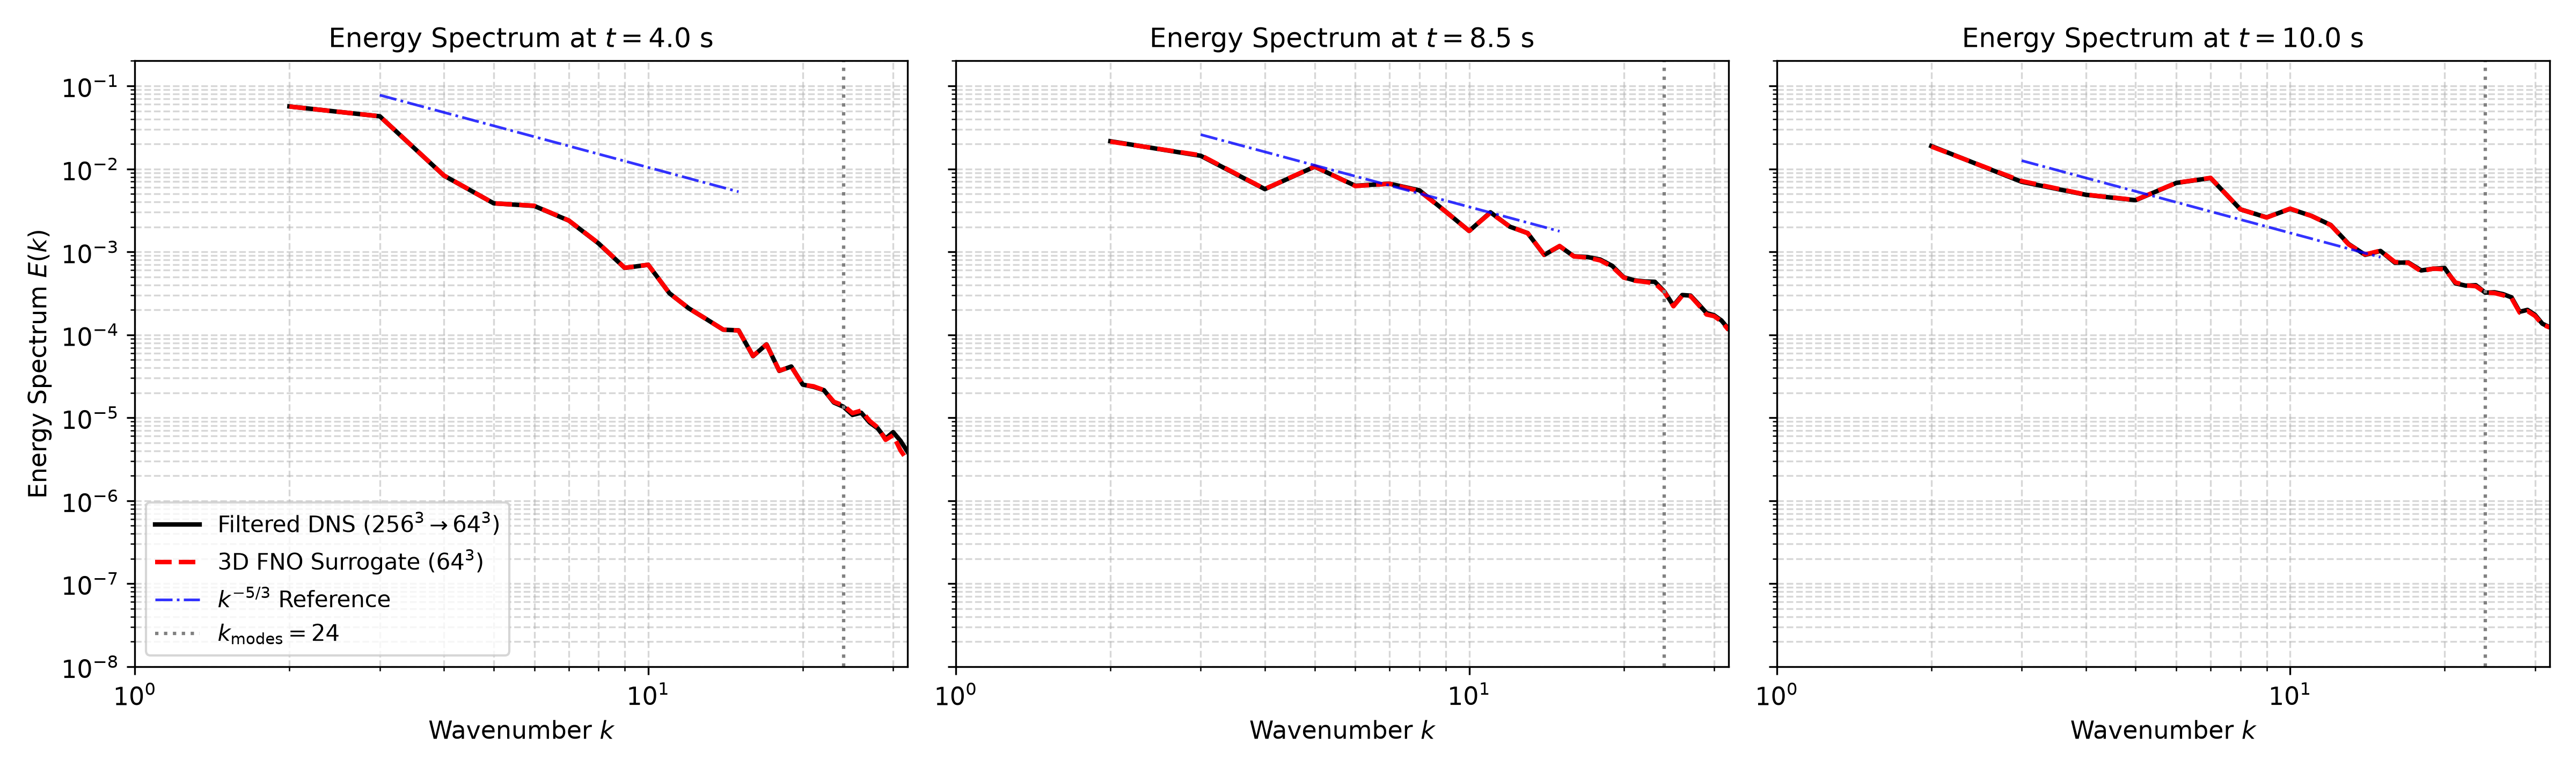 Energy Spectrum at t = 4.0 s
Energy Spectrum at t = 8.5 s
Energy Spectrum at t = 10.0 s
Energy Spectrum E(k)
10⁻¹
10⁻²
10⁻³
10⁻⁴
10⁻⁵
10⁻⁶
10⁻⁷
10⁻⁸
Filtered DNS (256³→64³)
3D FNO Surrogate (64³)
k⁻⁵/³ Reference
k_modes = 24
10⁰ 10¹
10⁰ 10¹
10⁰ 10¹
Wavenumber k
Wavenumber k
Wavenumber k